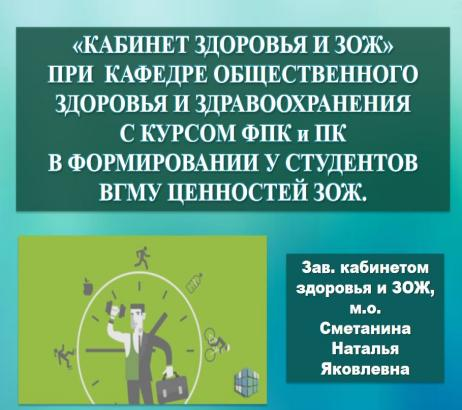 «КАБИНЕТ ЗДОРОВЬЯ И ЗОЖ»
ПРИ КАФЕДРЕ ОБЩЕСТВЕННОГО
ЗДОРОВЬЯ И ЗДРАВООХРАНЕНИЯ
С КУРСОМ ФПК и ПК
В ФОРМИРОВАНИИ У СТУДЕНТОВ
ВГМУ ЦЕННОСТЕЙ ЗОЖ.
Зав. кабинетом
здоровья и ЗОЖ,
м.о.
Сметанина
Наталья
Яковлевна